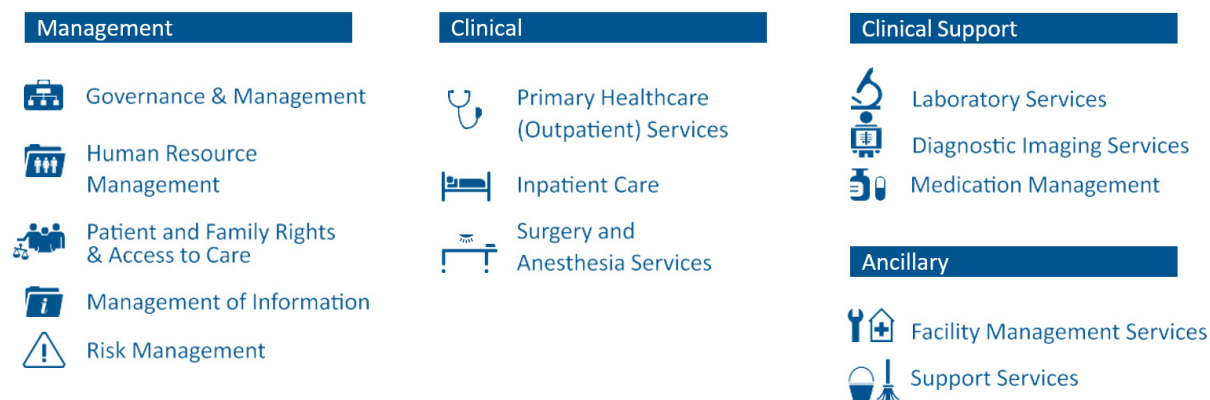 Management
Governance & Management
Human Resource
Management
Patient and Family Rights
& Access to Care
i
Management of Information
Risk Management
Clinical
Primary Healthcare
(Outpatient) Services
Inpatient Care
Surgery and
Anesthesia Services
Clinical Support
Laboratory Services
Diagnostic Imaging Services
Medication Management
Ancillary
Facility Management Services
Support Services